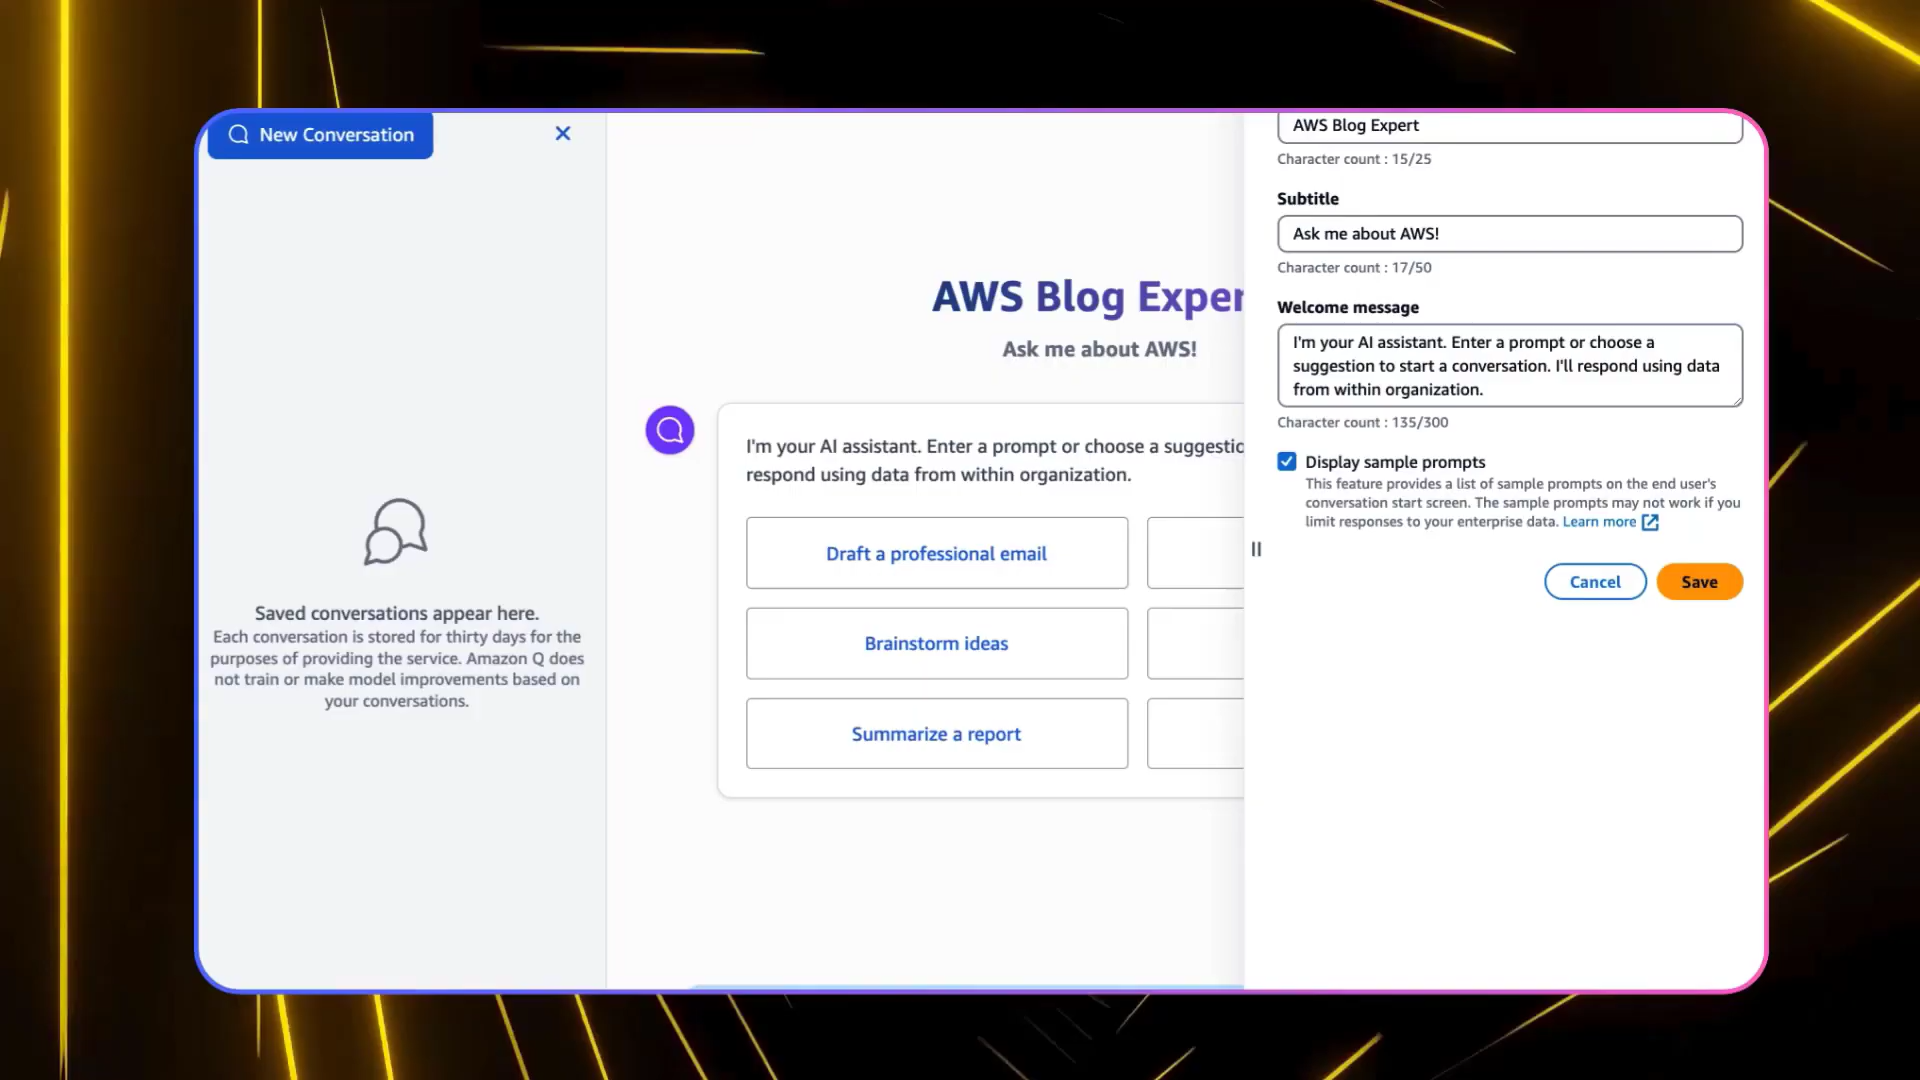 New Conversation
Saved conversations appear here.
Each conversation is stored for thirty days for the
purposes of providing the service. Amazon Q does
not train or make model improvements based on
your conversations.
AWS Blog Exper
Ask me about AWS!
I'm your AI assistant. Enter a prompt or choose a suggestic
respond using data from within organization.
Draft a professional email
Brainstorm ideas
Summarize a report
AWS Blog Expert
Character count : 15/25
Subtitle
Ask me about AWS!
Character count : 17/50
Welcome message
I'm your AI assistant. Enter a prompt or choose a
suggestion to start a conversation. I'll respond using data
from within organization.
Character count : 135/300
Display sample prompts
This feature provides a list of sample prompts on the end user's
conversation start screen. The sample prompts may not work if you
limit responses to your enterprise data. Learn more
Cancel
Save